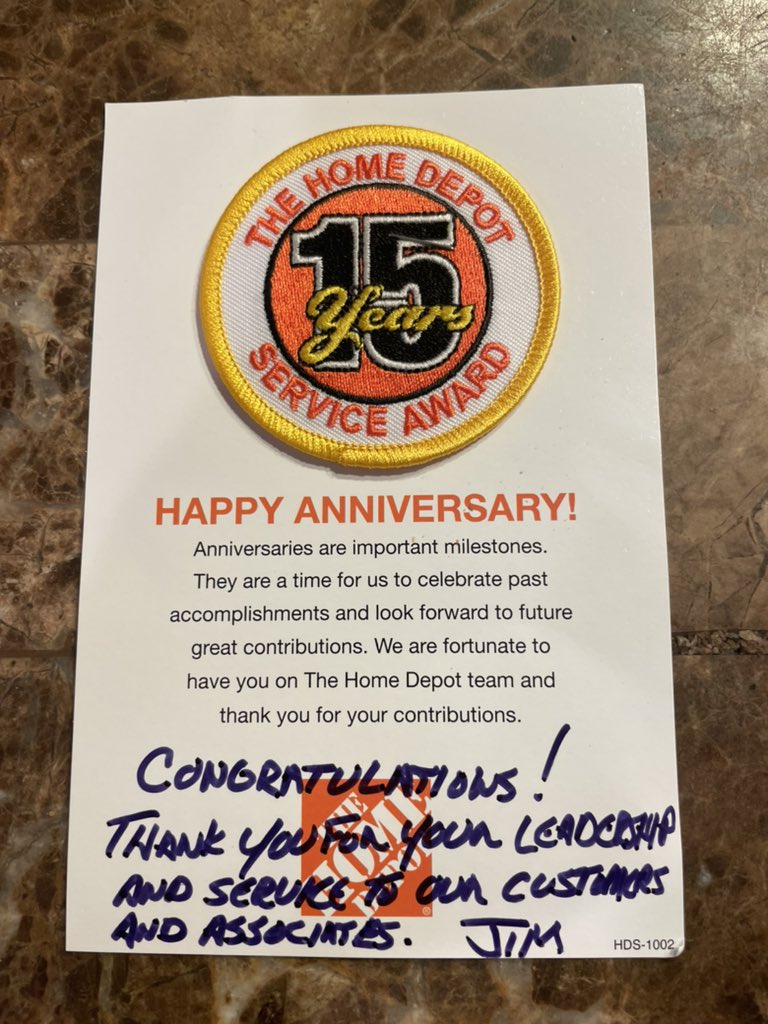 THE HOME DEPOT
15
Years
SERVICE AWARD
HAPPY ANNIVERSARY!
Anniversaries are important milestones.
They are a time for us to celebrate past
accomplishments and look forward to future
great contributions. We are fortunate to
have you on The Home Depot team and
thank you for your contributions.
CONGRATULATIONS!
THANK YOU FOR YOUR LEADERSHIP
AND SERVICE TO OUR CUSTOMERS
AND ASSOCIATES. JIM
THE
HOME
DEPOT
®
HDS-1002